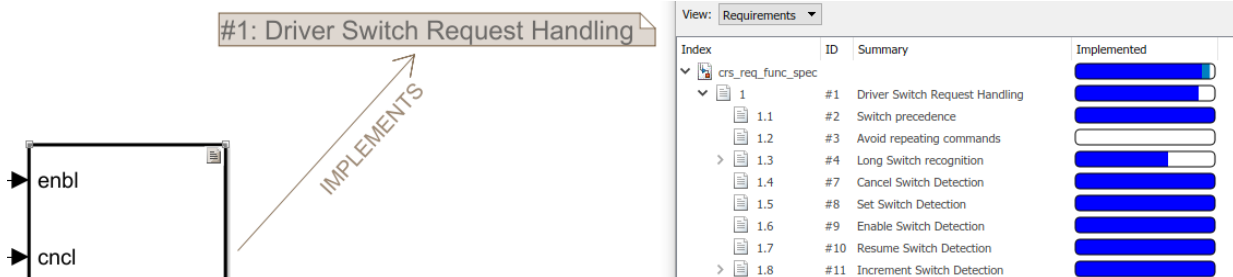 #1: Driver Switch Request Handling
IMPLEMENTS
enbl
cncl
View: Requirements
Index ID Summary Implemented
crs_req_func_spec
1 #1 Driver Switch Request Handling
1.1 #2 Switch precedence
1.2 #3 Avoid repeating commands
1.3 #4 Long Switch recognition
1.4 #7 Cancel Switch Detection
1.5 #8 Set Switch Detection
1.6 #9 Enable Switch Detection
1.7 #10 Resume Switch Detection
1.8 #11 Increment Switch Detection